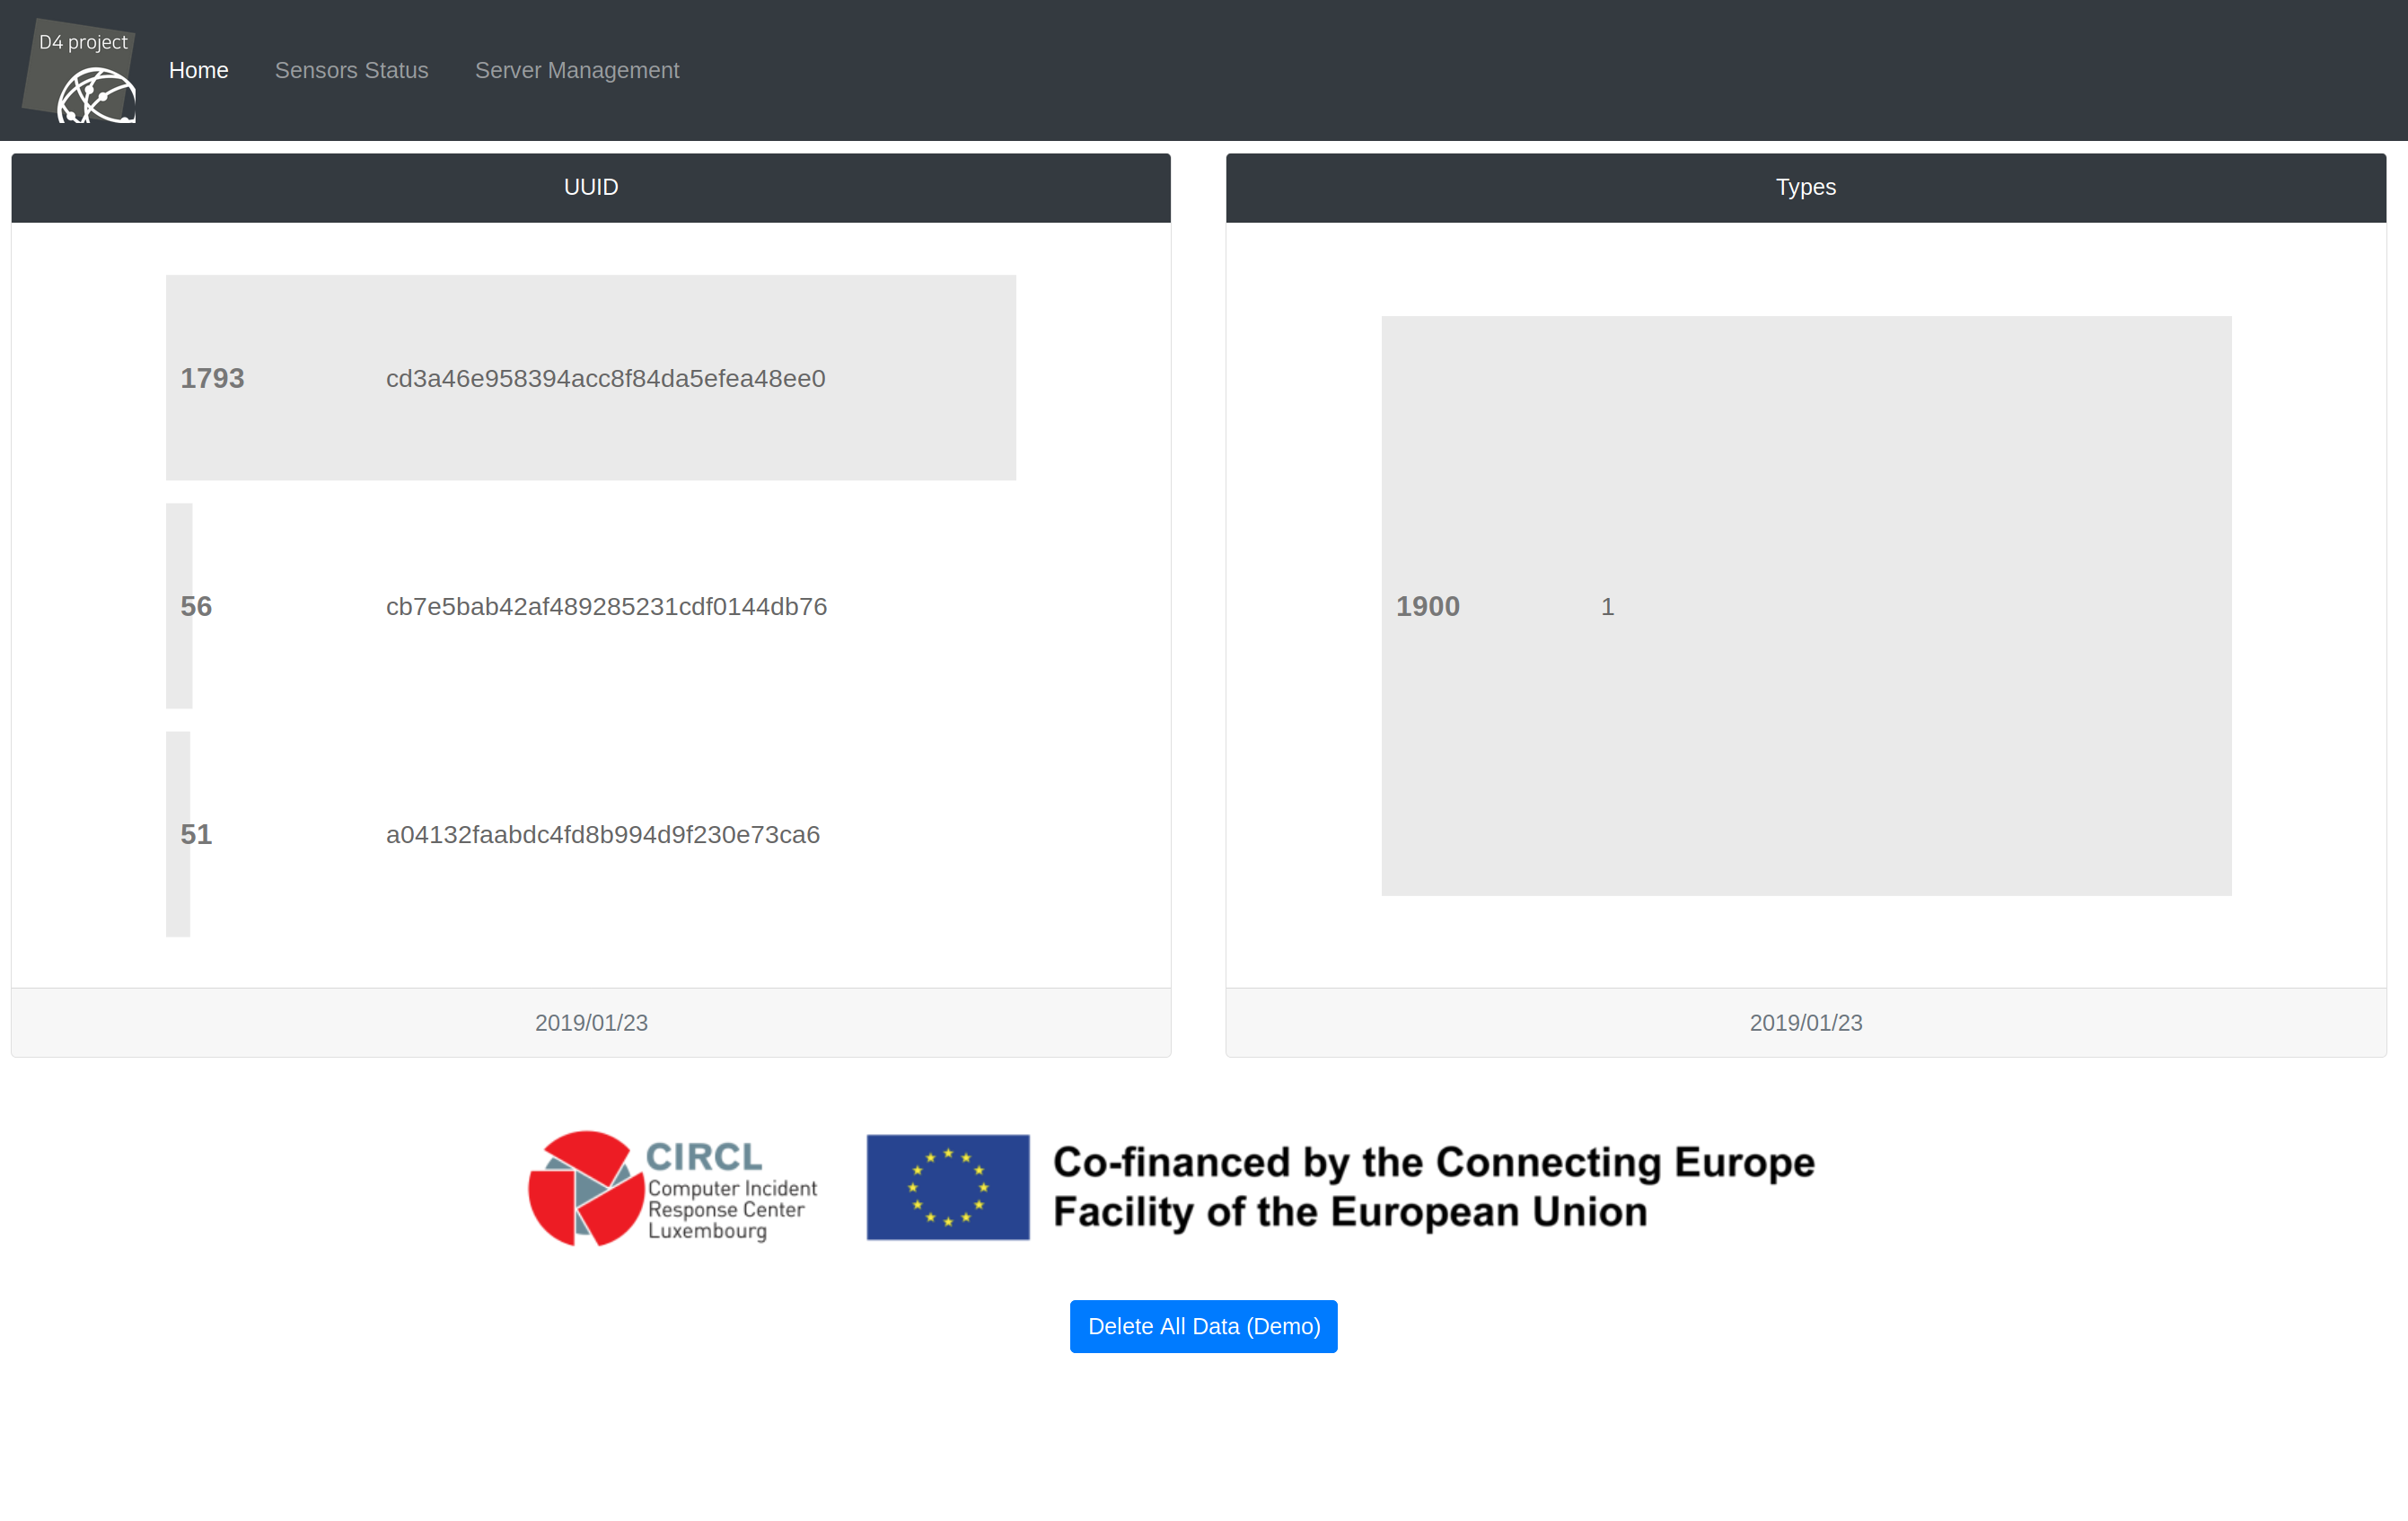 D4 project
Home Sensors Status Server Management
UUID
1793 cd3a46e958394acc8f84da5efea48ee0
56 cb7e5bab42af489285231cdf0144db76
51 a04132faabdc4fd8b994d9f230e73ca6
2019/01/23
Types
1900 1
2019/01/23
CIRCL
Computer Incident
Response Center
Luxembourg
Co-financed by the Connecting Europe
Facility of the European Union
Delete All Data (Demo)